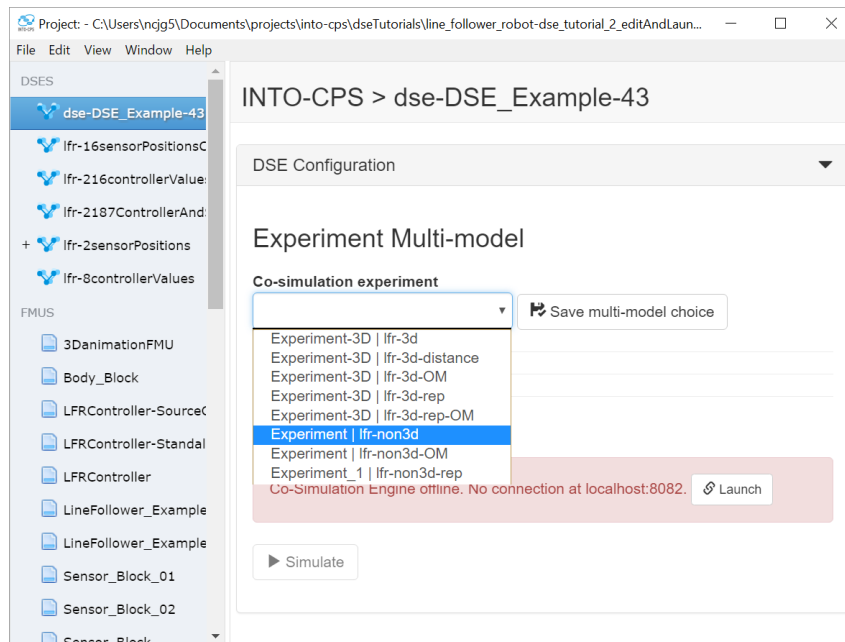 Project: - C:\Users\ncjg5\Documents\projects\into-cps\dseTutorials\line_follower_robot-dse_tutorial_2_editAndLaun...
File Edit View Window Help
DSES
dse-DSE_Example-43
lfr-16sensorPositionsC
lfr-216controllerValue:
lfr-2187ControllerAnd:
+ lfr-2sensorPositions
lfr-8controllerValues
FMUS
3DanimationFMU
Body_Block
LFRController-SourceC
LFRController-Standal
LFRController
LineFollower_Example
LineFollower_Example
Sensor_Block_01
Sensor_Block_02
Sensor_Block
INTO-CPS > dse-DSE_Example-43
DSE Configuration
Experiment Multi-model
Co-simulation experiment
Save multi-model choice
Experiment-3D | lfr-3d
Experiment-3D | lfr-3d-distance
Experiment-3D | lfr-3d-OM
Experiment-3D | lfr-3d-rep
Experiment-3D | lfr-3d-rep-OM
Experiment | lfr-non3d
Experiment | lfr-non3d-OM
Experiment_1 | lfr-non3d-rep
Co-Simulation Engine offline. No connection at localhost:8082. Launch
Simulate